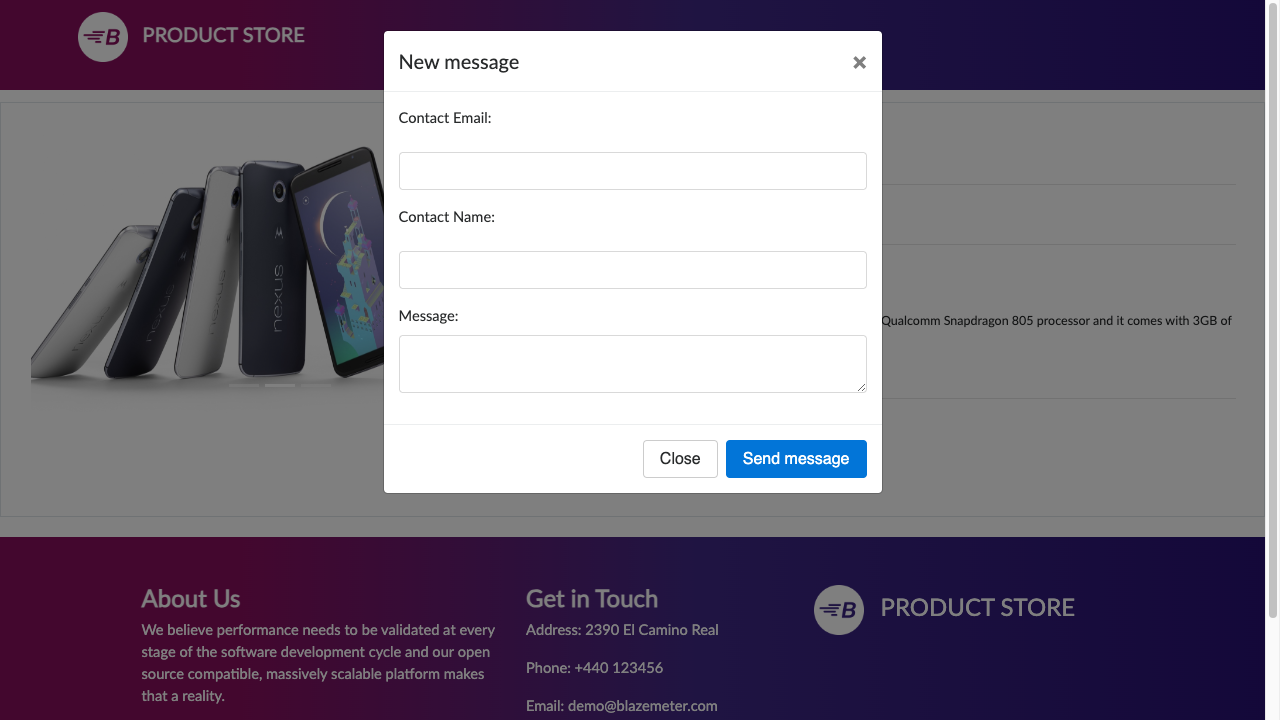 PRODUCT STORE
New message
×
Contact Email:
Contact Name:
Message:
Close
Send message
nexus
nexus
nexus
nexus
Qualcomm Snapdragon 805 processor and it comes with 3GB of
About Us
We believe performance needs to be validated at every
stage of the software development cycle and our open
source compatible, massively scalable platform makes
that a reality.
Get in Touch
Address: 2390 El Camino Real
Phone: +440 123456
Email: demo@blazemeter.com
B PRODUCT STORE